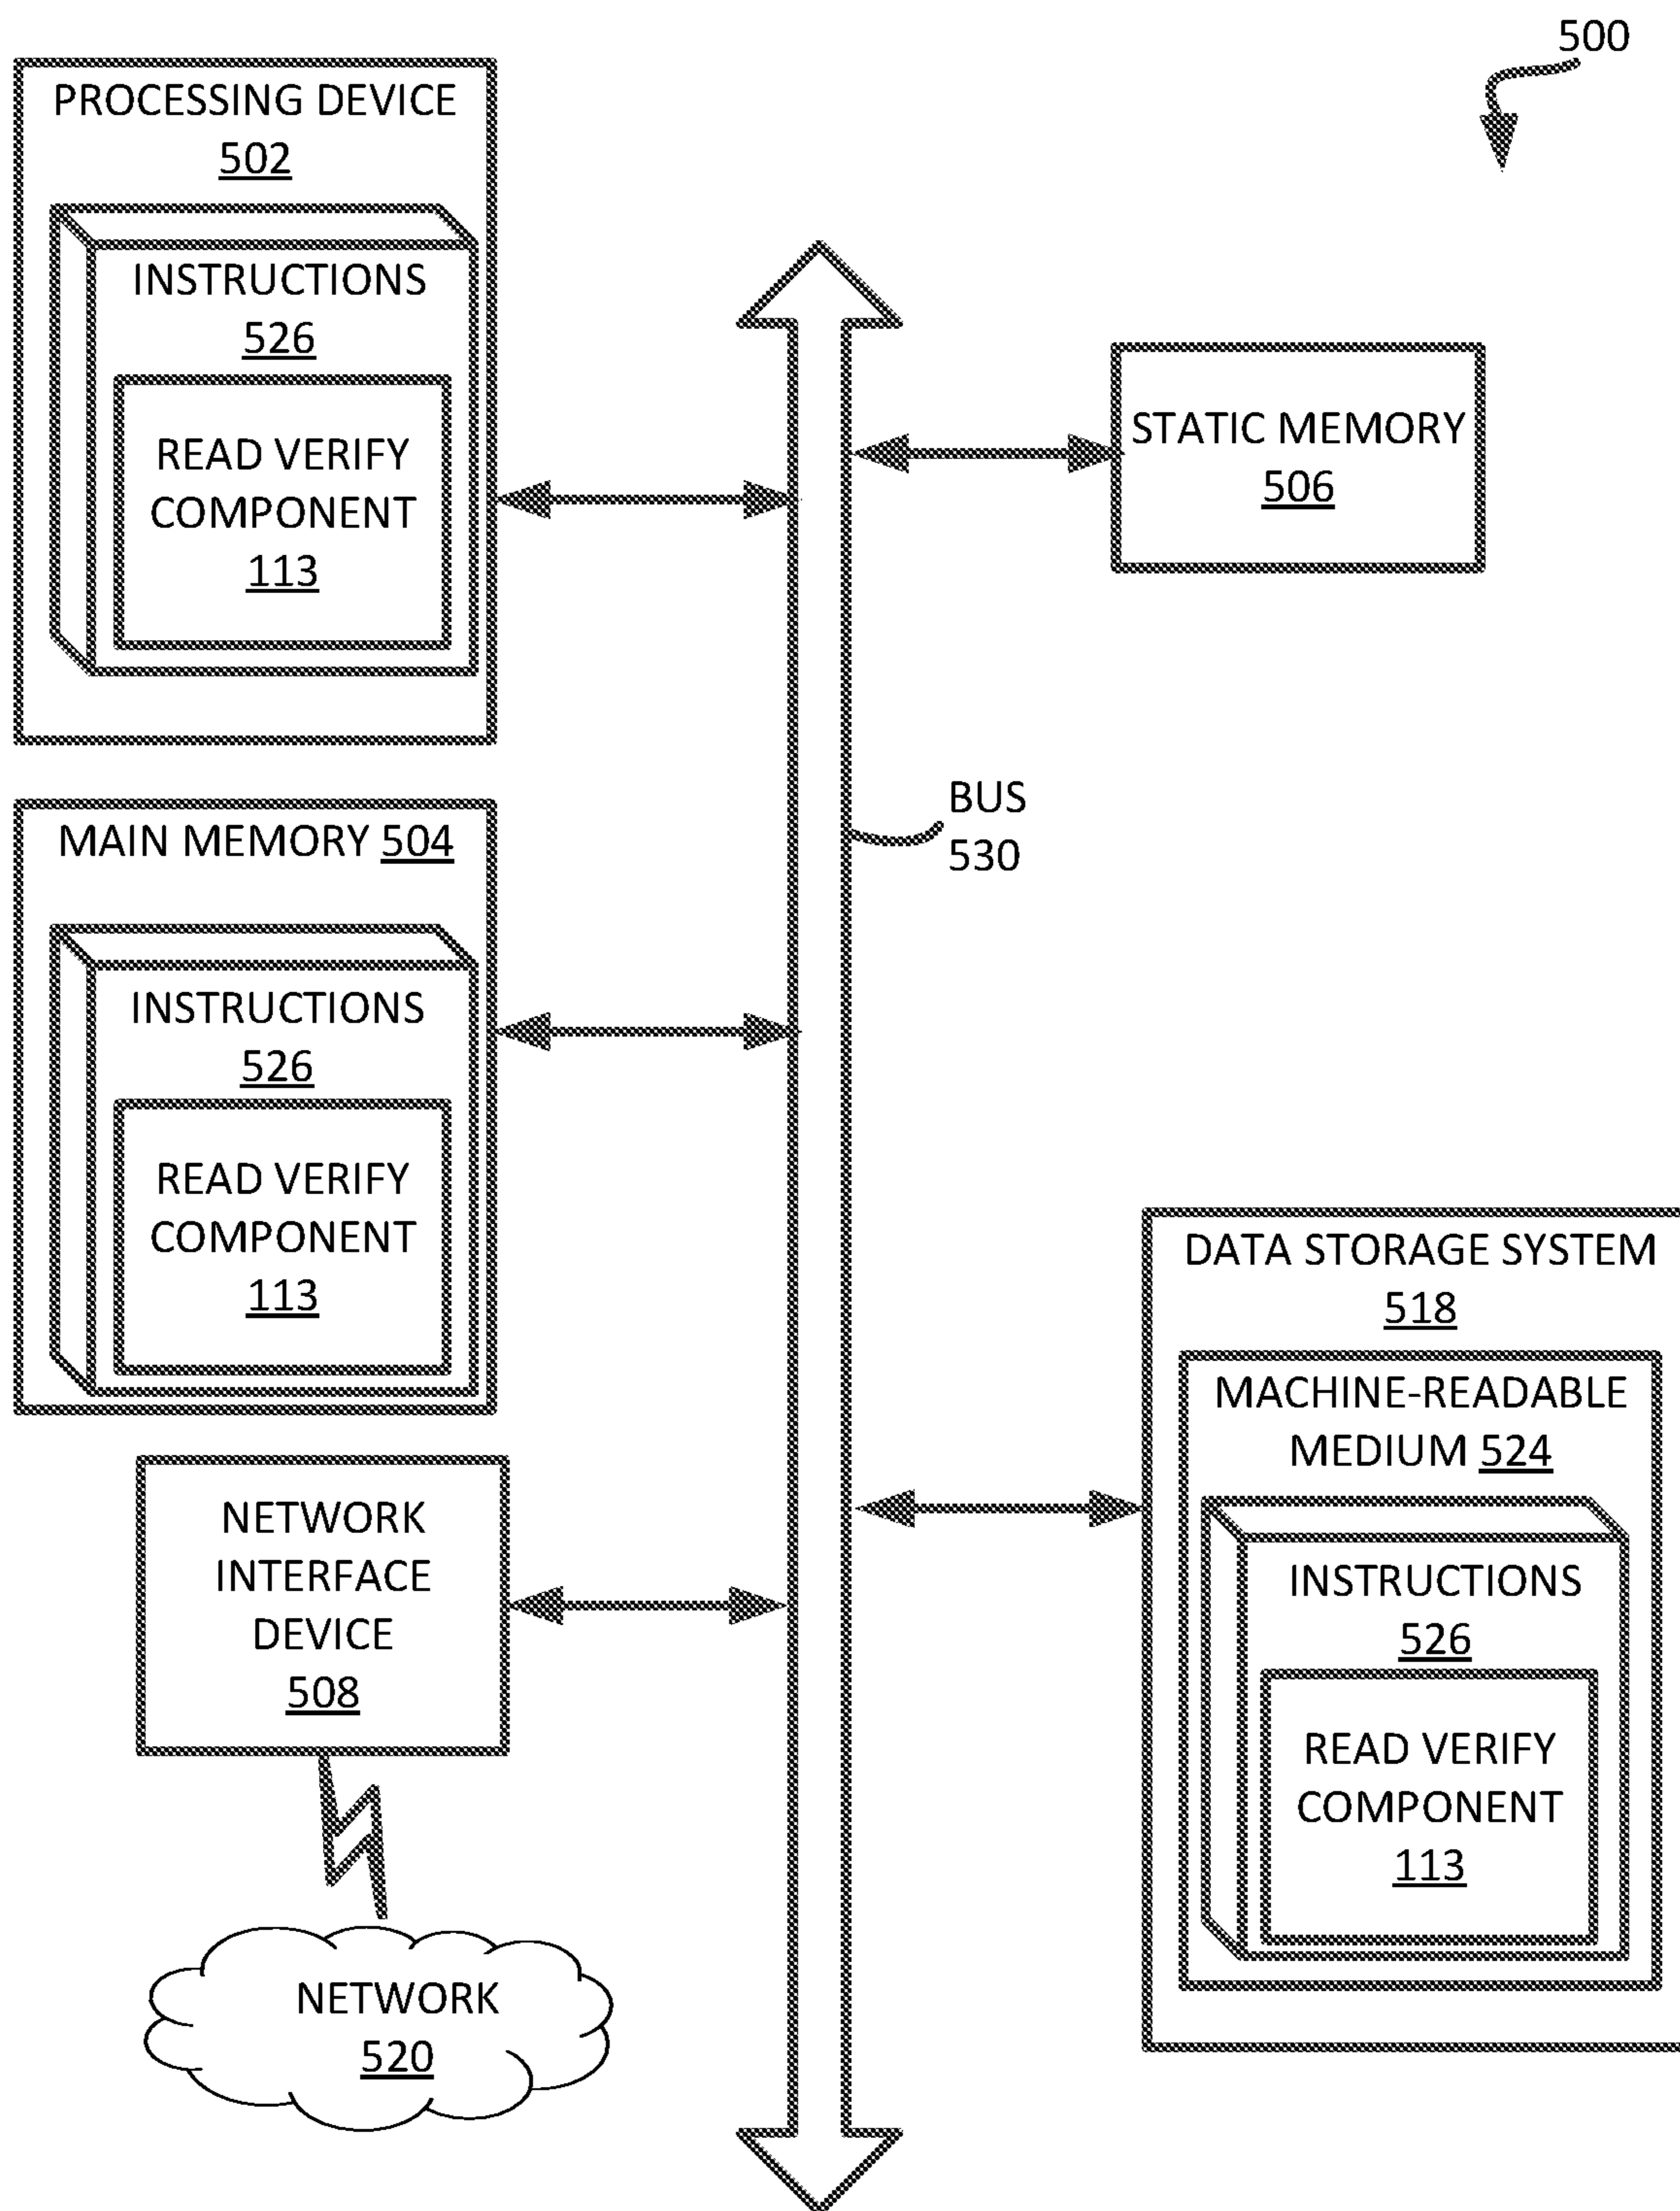 500
PROCESSING DEVICE
502
INSTRUCTIONS
526
READ VERIFY
COMPONENT
113
STATIC MEMORY
506
BUS
530
MAIN MEMORY 504
INSTRUCTIONS
526
READ VERIFY
COMPONENT
113
DATA STORAGE SYSTEM
518
MACHINE-READABLE
MEDIUM 524
INSTRUCTIONS
526
READ VERIFY
COMPONENT
113
NETWORK
INTERFACE
DEVICE
508
NETWORK
520